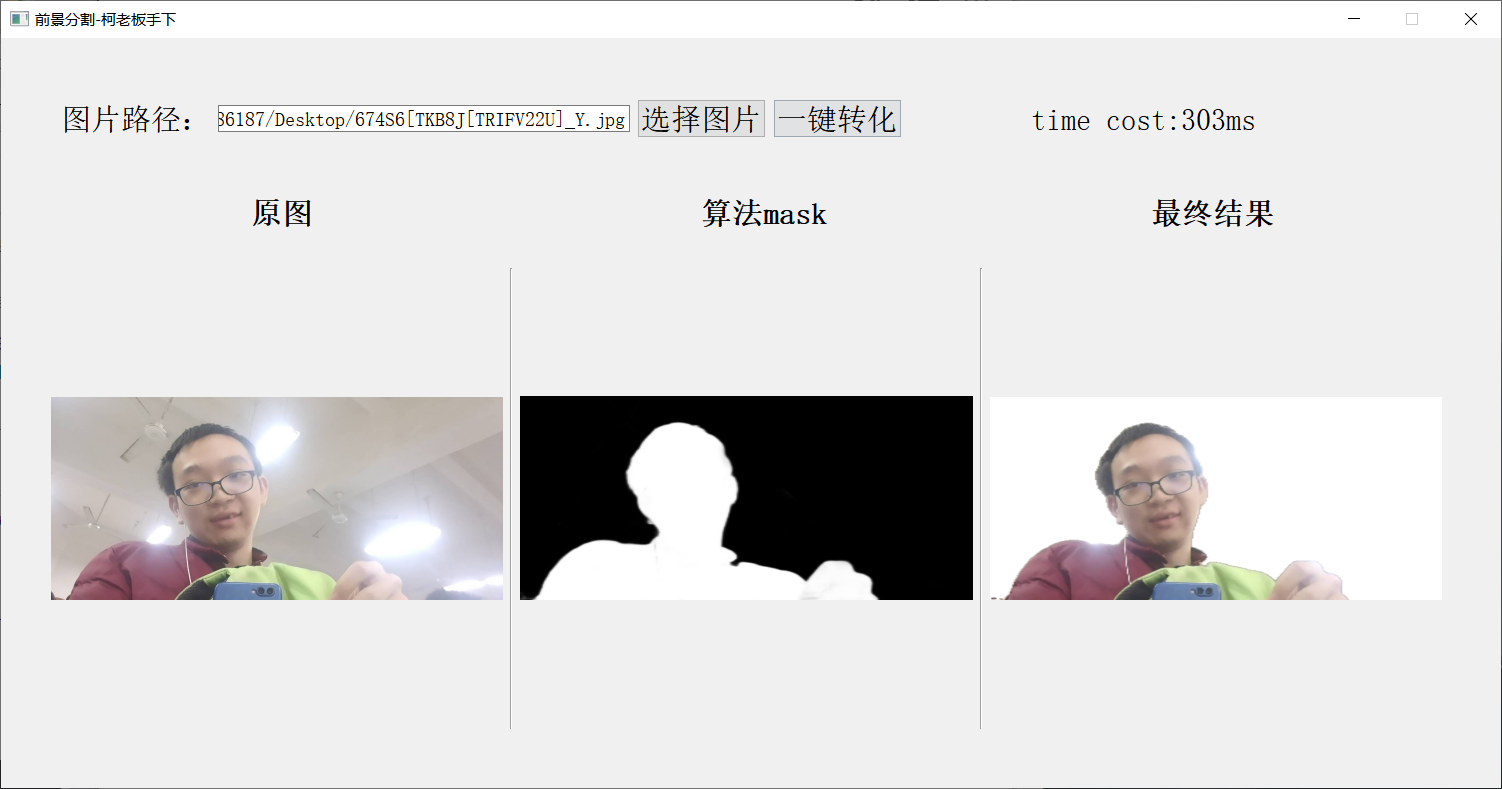 前景分割-柯老板手下
图片路径： 36187/Desktop/674S6[TKB8J[TRIFV22U]_Y.jpg 选择图片 一键转化 time cost:303ms
原图 算法mask 最终结果